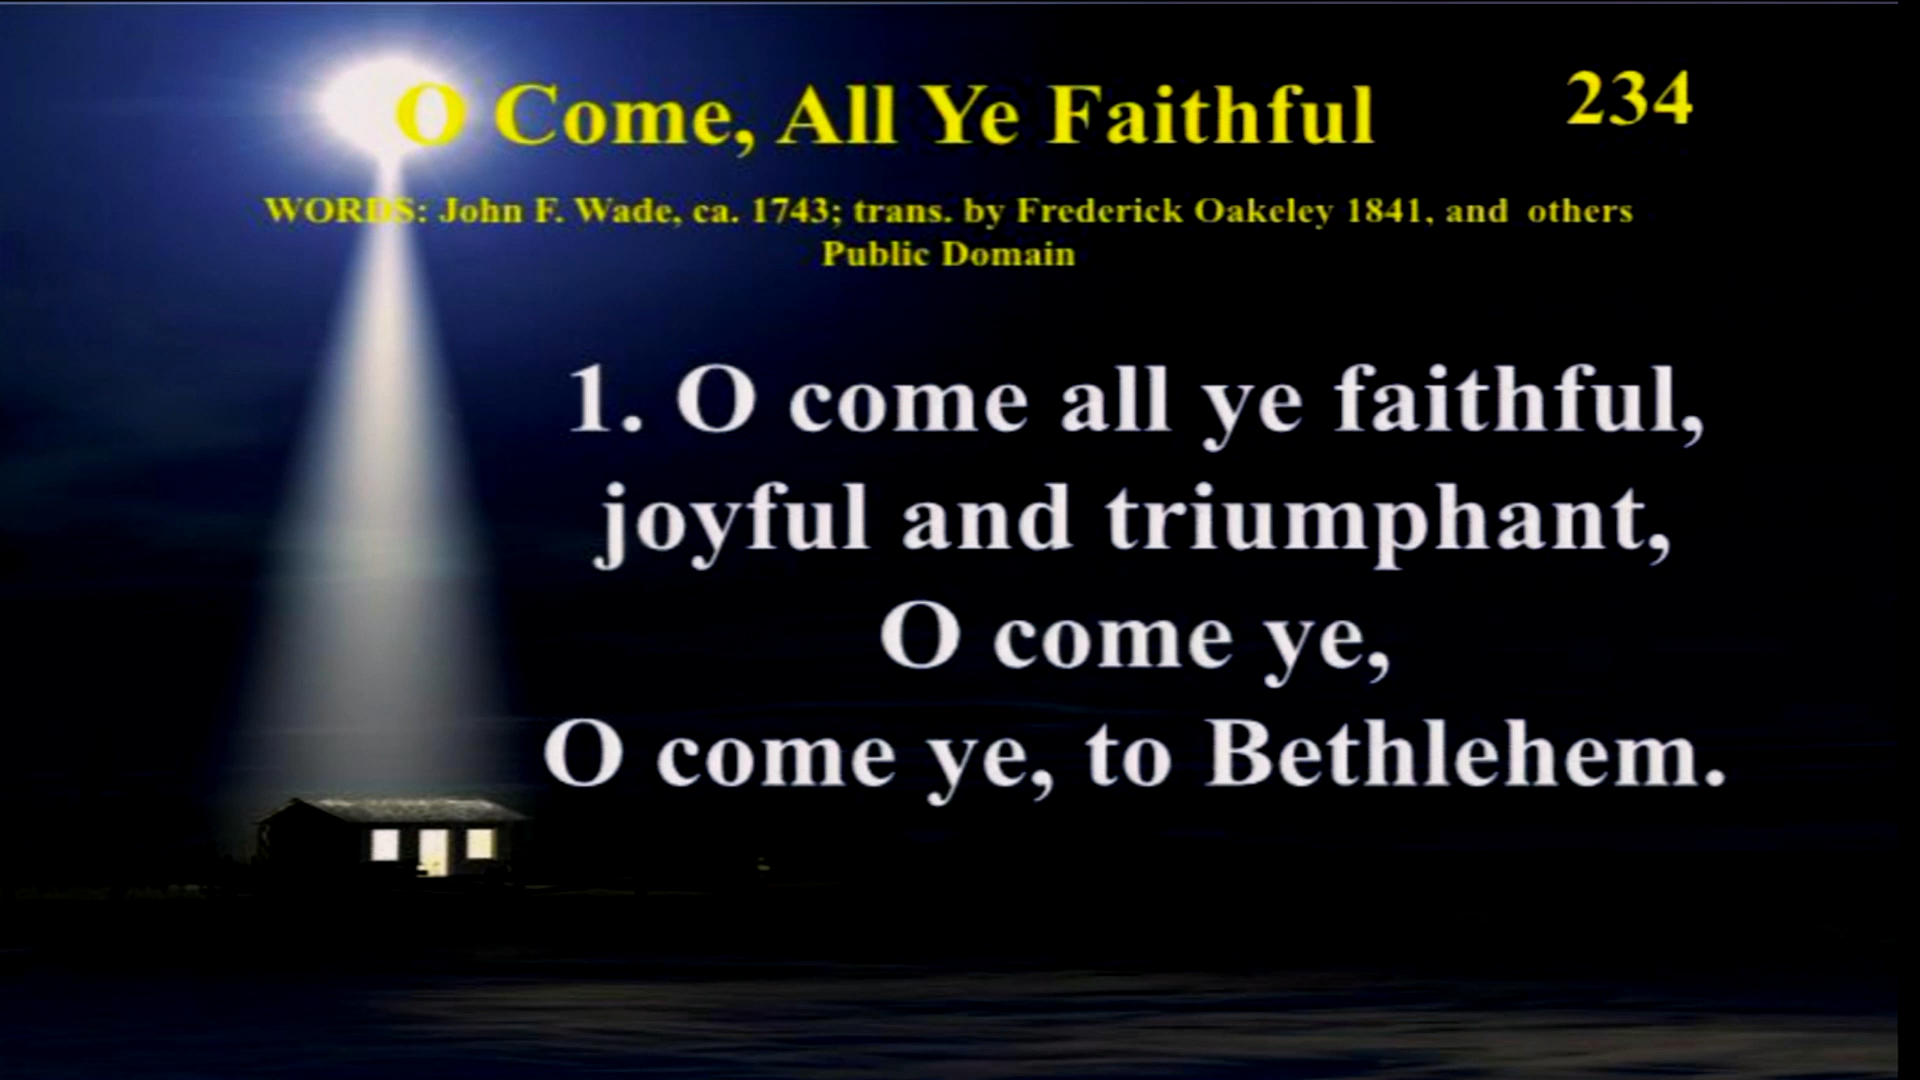 O Come, All Ye Faithful 234
WORDS: John F. Wade, ca. 1743; trans. by Frederick Oakeley 1841, and others
Public Domain
1. O come all ye faithful,
joyful and triumphant,
O come ye,
O come ye, to Bethlehem.